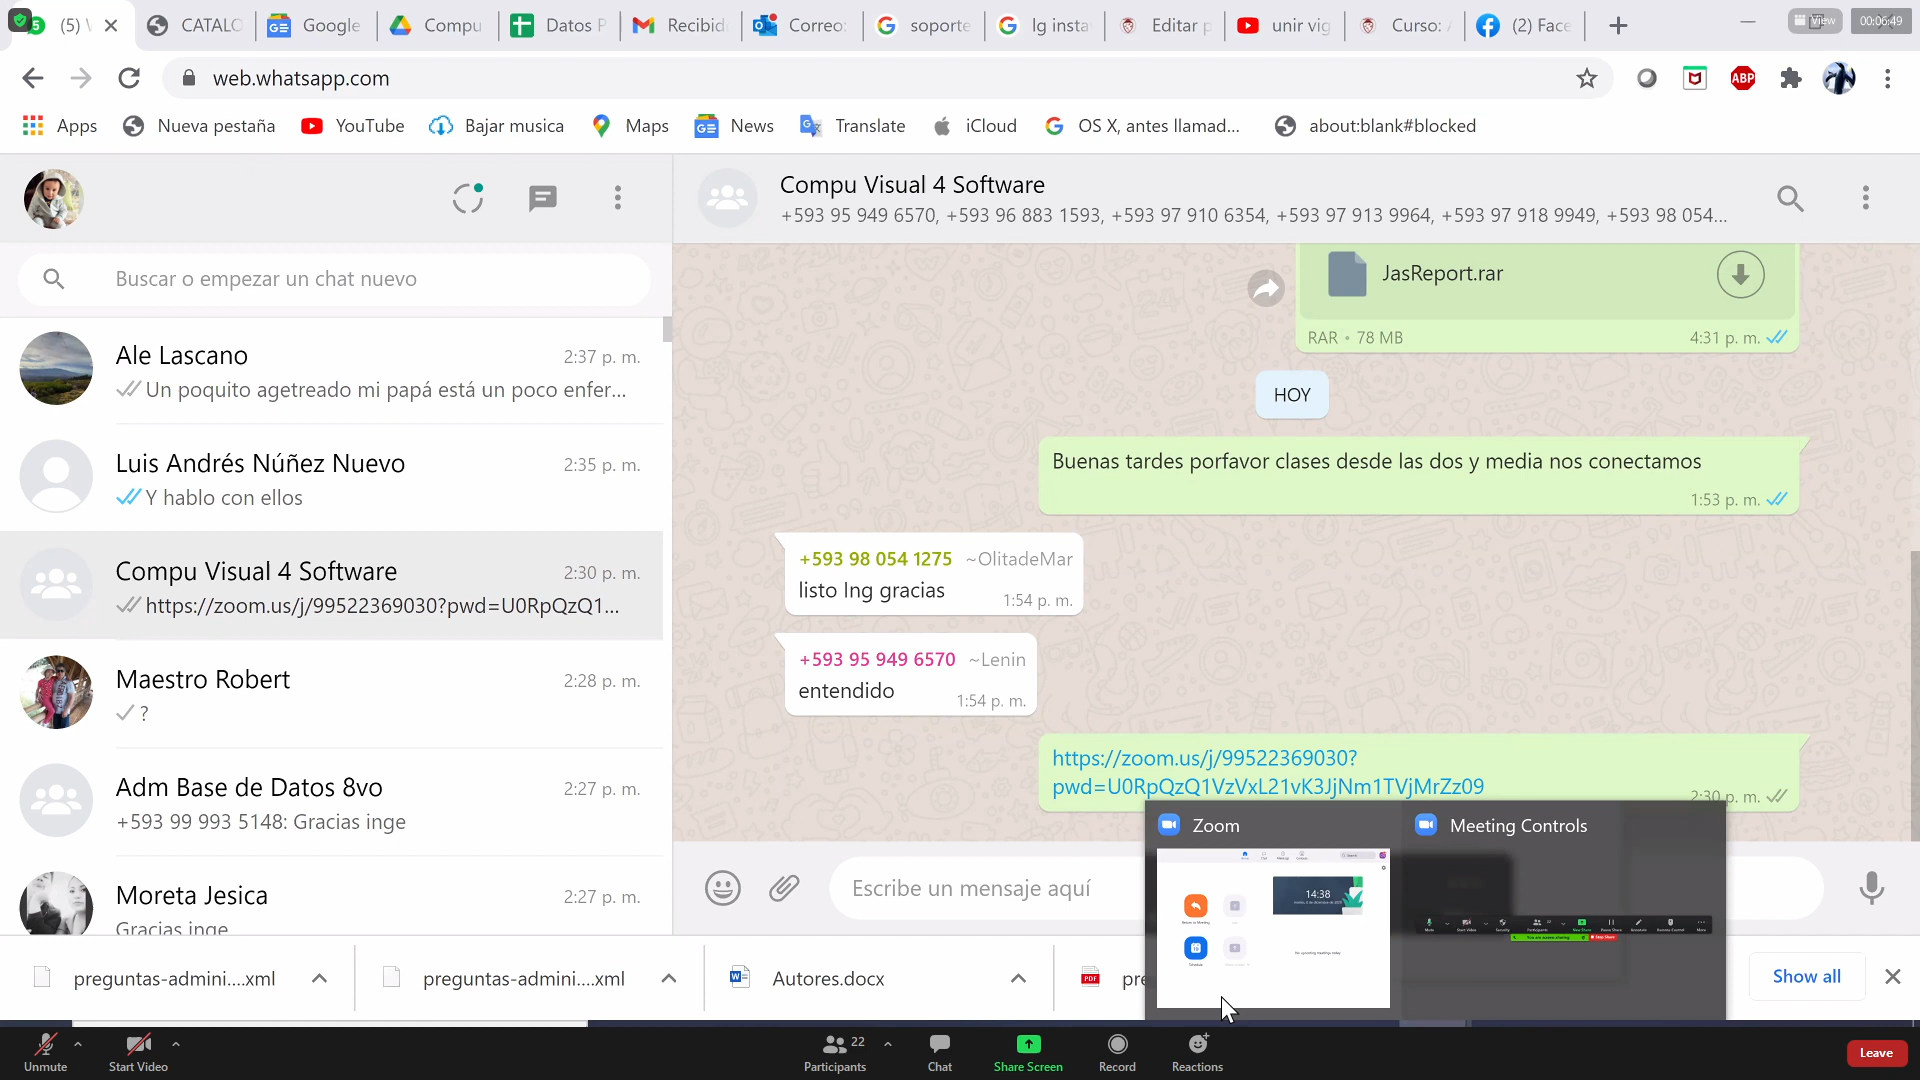 (5) W
CATALO
Google
Compu
Datos P
Recibid
Correo:
soporte
lg insta
Editar p
unir vig
Curso: A
(2) Face
View
00:06:49
web.whatsapp.com
ABP
Apps
Nueva pestaña
YouTube
Bajar musica
Maps
News
Translate
iCloud
OS X, antes llamad...
about:blank#blocked
Compu Visual 4 Software
+593 95 949 6570, +593 96 883 1593, +593 97 910 6354, +593 97 913 9964, +593 97 918 9949, +593 98 054...
Buscar o empezar un chat nuevo
Ale Lascano
2:37 p. m.
Un poquito agetreado mi papá está un poco enfer...
Luis Andrés Núñez Nuevo
2:35 p. m.
Y hablo con ellos
Compu Visual 4 Software
2:30 p. m.
https://zoom.us/j/99522369030?pwd=U0RpQzQ1...
Maestro Robert
2:28 p. m.
?
Adm Base de Datos 8vo
2:27 p. m.
+593 99 993 5148: Gracias inge
Moreta Jesica
2:27 p. m.
Gracias inge
JasReport.rar
RAR • 78 MB
4:31 p. m.
HOY
Buenas tardes porfavor clases desde las dos y media nos conectamos
1:53 p. m.
+593 98 054 1275 ~OlitadeMar
listo Ing gracias
1:54 p. m.
+593 95 949 6570 ~Lenin
entendido
1:54 p. m.
https://zoom.us/j/99522369030?
pwd=U0RpQzQ1VzVxL21vK3JjNm1TVjMrZz09
2:30 p. m.
Escribe un mensaje aquí
Zoom
Meeting Controls
14:38
preguntas-admini....xml
preguntas-admini....xml
Autores.docx
pre
Show all
Unmute
Start Video
22
Participants
Chat
Share Screen
Record
Reactions
Leave